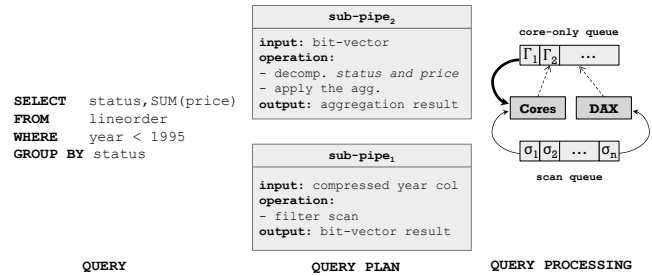 SELECT status,SUM(price)
FROM lineorder
WHERE year < 1995
GROUP BY status
QUERY
sub-pipe2
input: bit-vector
operation:
- decomp. status and price
- apply the agg.
output: aggregation result
sub-pipe1
input: compressed year col
operation:
- filter scan
output: bit-vector result
QUERY PLAN
core-only queue
Γ1 Γ2 ...
Cores DAX
σ1 σ2 ... σn
scan queue
QUERY PROCESSING